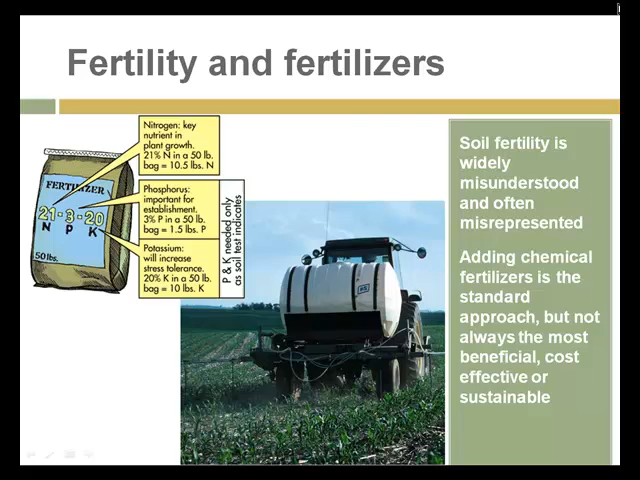 Fertility and fertilizers
Nitrogen: key
nutrient in
plant growth.
21% N in a 50 lb.
bag = 10.5 lbs. N
FERTILIZER
21-3-20
N P K
50 lbs.
Phosphorus:
important for
establishment.
3% P in a 50 lb.
bag = 1.5 lbs. P
Potassium:
will increase
stress tolerance.
20% K in a 50 lb.
bag = 10 lbs. K
P & K needed only
as soil test indicates
Soil fertility is
widely
misunderstood
and often
misrepresented
Adding chemical
fertilizers is the
standard
approach, but not
always the most
beneficial, cost
effective or
sustainable